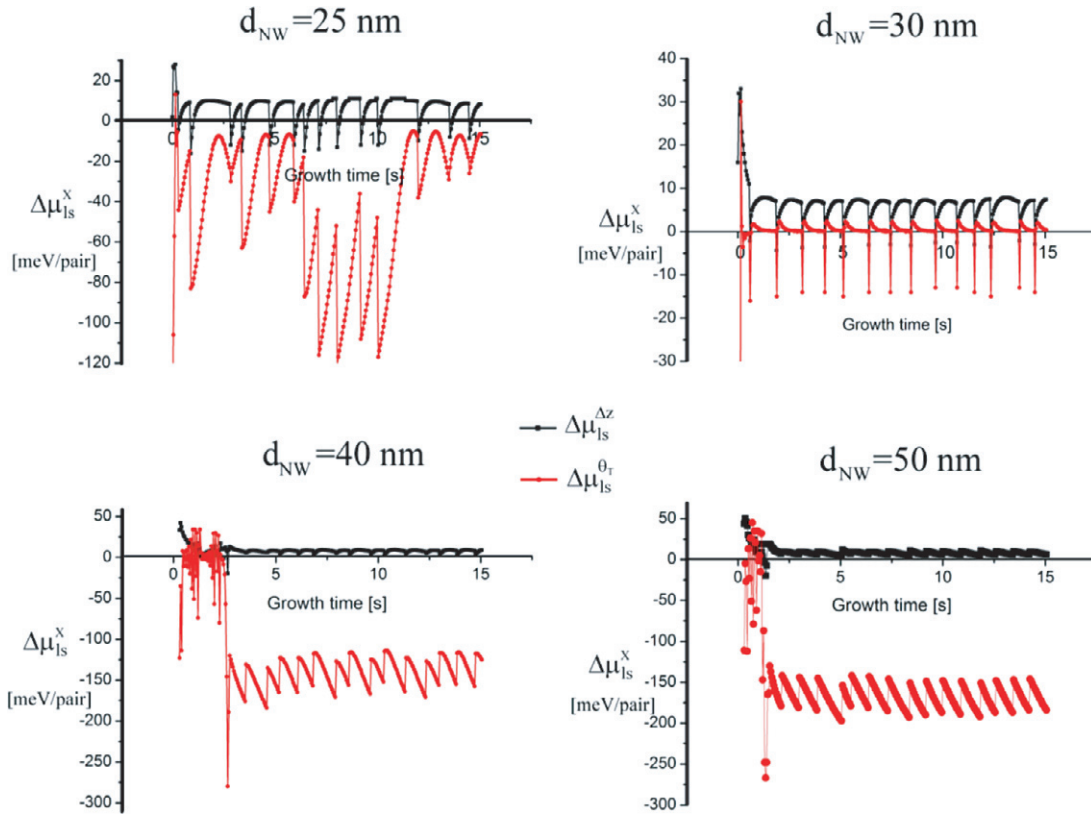 d_NW=25 nm
20
0
-20
-40
-60
-80
-100
-120
0
5
10
15
Growth time [s]
Δμ_ls^X
[meV/pair]
d_NW=30 nm
40
30
20
10
0
-10
-20
-30
0
5
10
15
Growth time [s]
Δμ_ls^X
[meV/pair]
Δμ_ls^Δz
Δμ_ls^θ_T
d_NW=40 nm
50
0
-50
-100
-150
-200
-250
-300
0
5
10
15
Growth time [s]
Δμ_ls^X
[meV/pair]
d_NW=50 nm
50
0
-50
-100
-150
-200
-250
-300
0
5
10
15
Growth time [s]
Δμ_ls^X
[meV/pair]